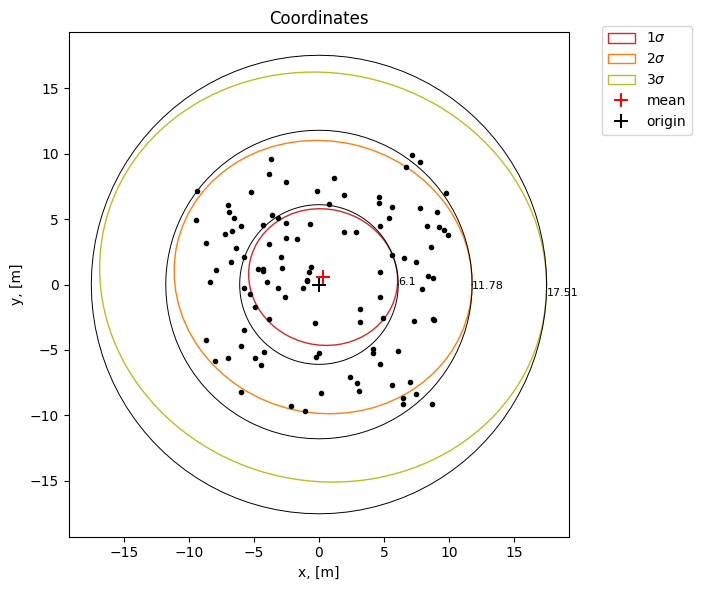 Coordinates
1σ
2σ
3σ
mean
origin
15
10
5
0
−5
−10
−15
y, [m]
6.1
11.78
17.51
−15
−10
−5
0
5
10
15
x, [m]